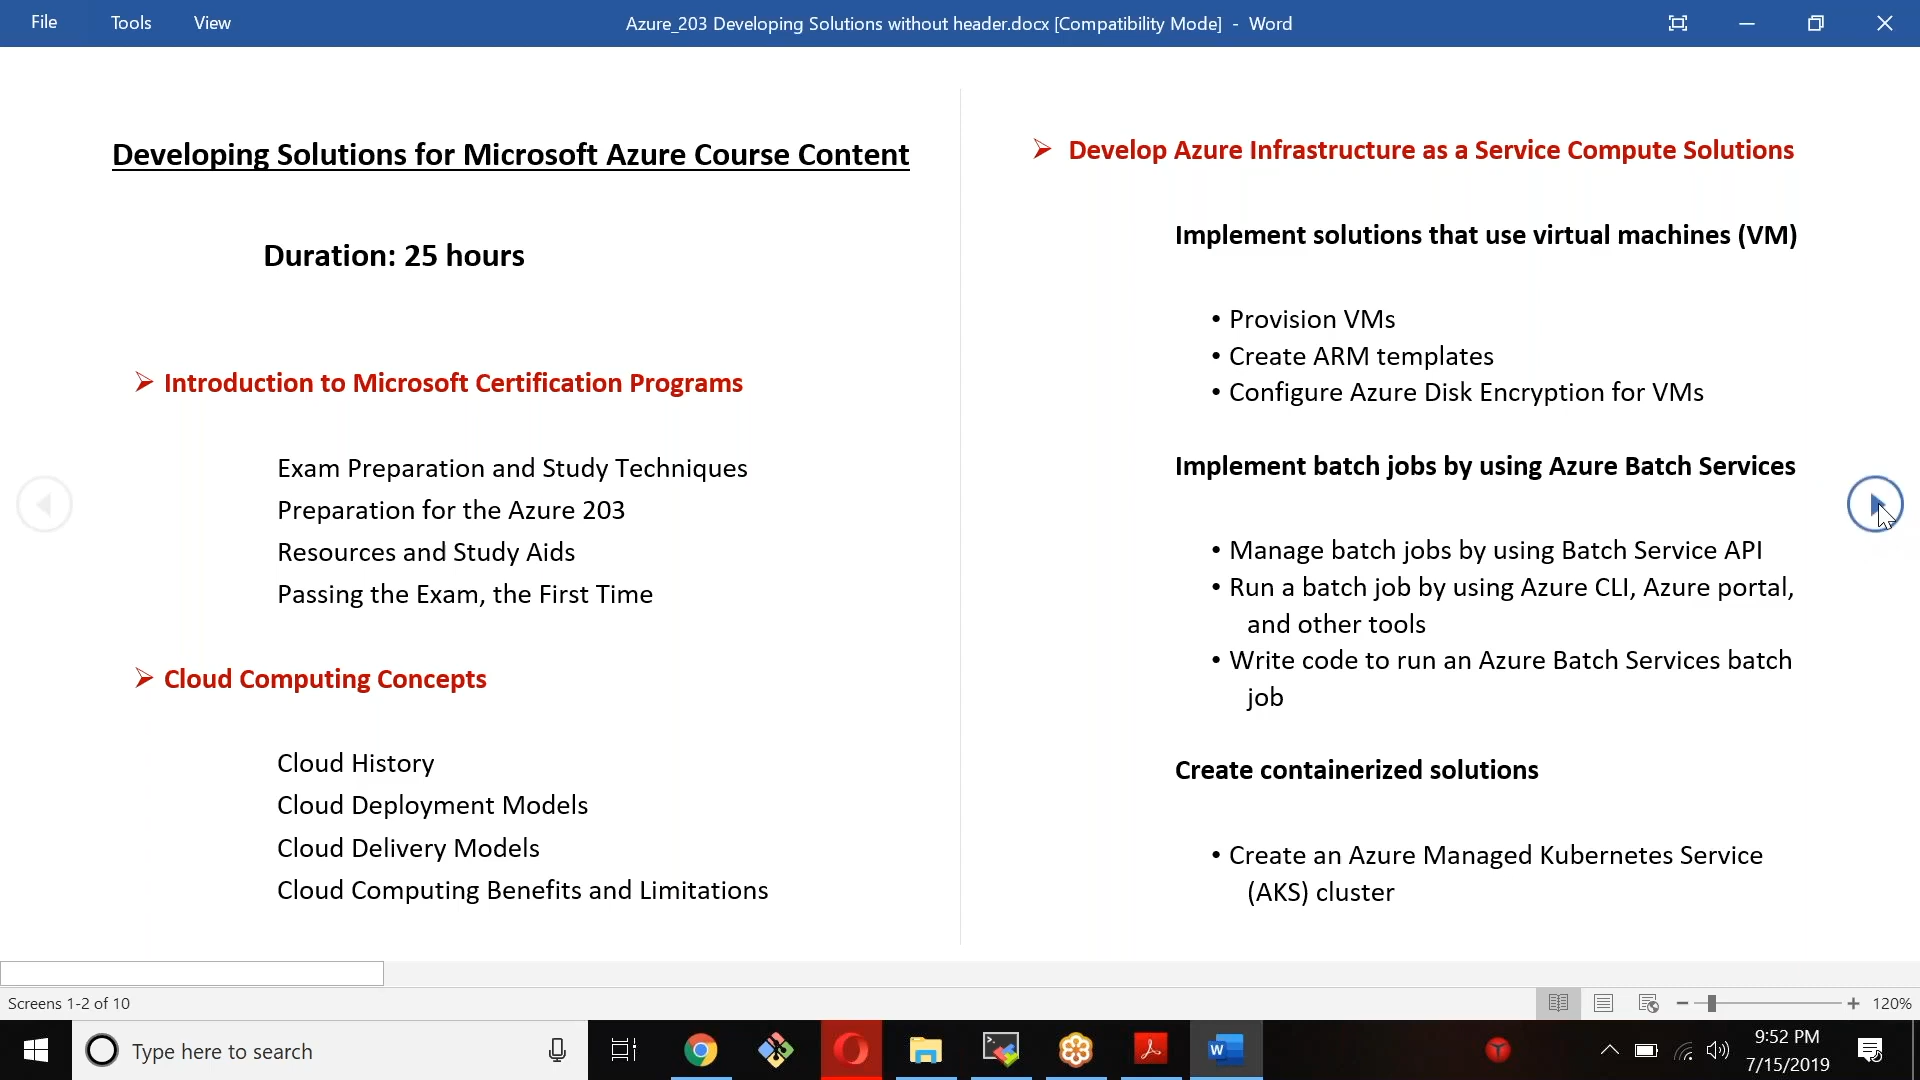 File Tools View Azure_203 Developing Solutions without header.docx [Compatibility Mode] - Word
Developing Solutions for Microsoft Azure Course Content
Duration: 25 hours
➢ Introduction to Microsoft Certification Programs
Exam Preparation and Study Techniques
Preparation for the Azure 203
Resources and Study Aids
Passing the Exam, the First Time
➢ Cloud Computing Concepts
Cloud History
Cloud Deployment Models
Cloud Delivery Models
Cloud Computing Benefits and Limitations
➢ Develop Azure Infrastructure as a Service Compute Solutions
Implement solutions that use virtual machines (VM)
• Provision VMs
• Create ARM templates
• Configure Azure Disk Encryption for VMs
Implement batch jobs by using Azure Batch Services
• Manage batch jobs by using Batch Service API
• Run a batch job by using Azure CLI, Azure portal,
and other tools
• Write code to run an Azure Batch Services batch
job
Create containerized solutions
• Create an Azure Managed Kubernetes Service
(AKS) cluster
Screens 1-2 of 10
120%
Type here to search
9:52 PM
7/15/2019